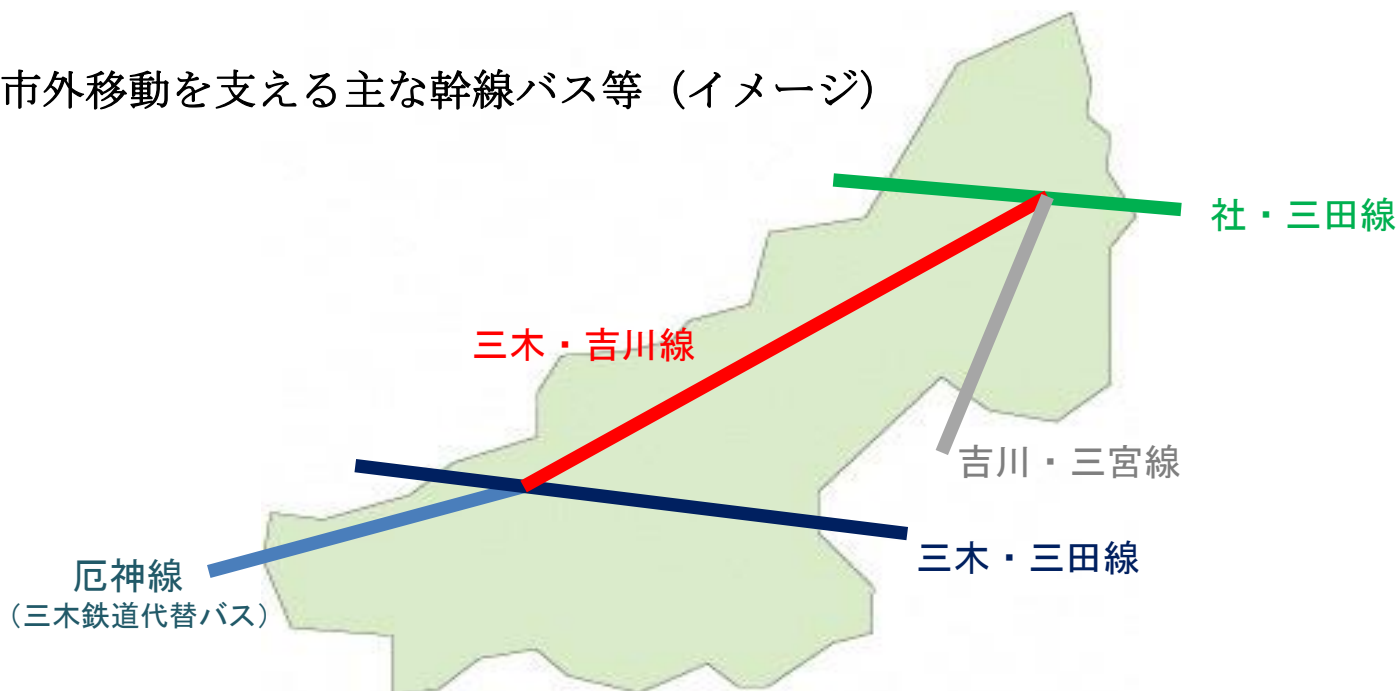 市外移動を支える主な幹線バス等（イメージ）
社・三田線
三木・吉川線
吉川・三宮線
三木・三田線
厄神線
（三木鉄道代替バス）